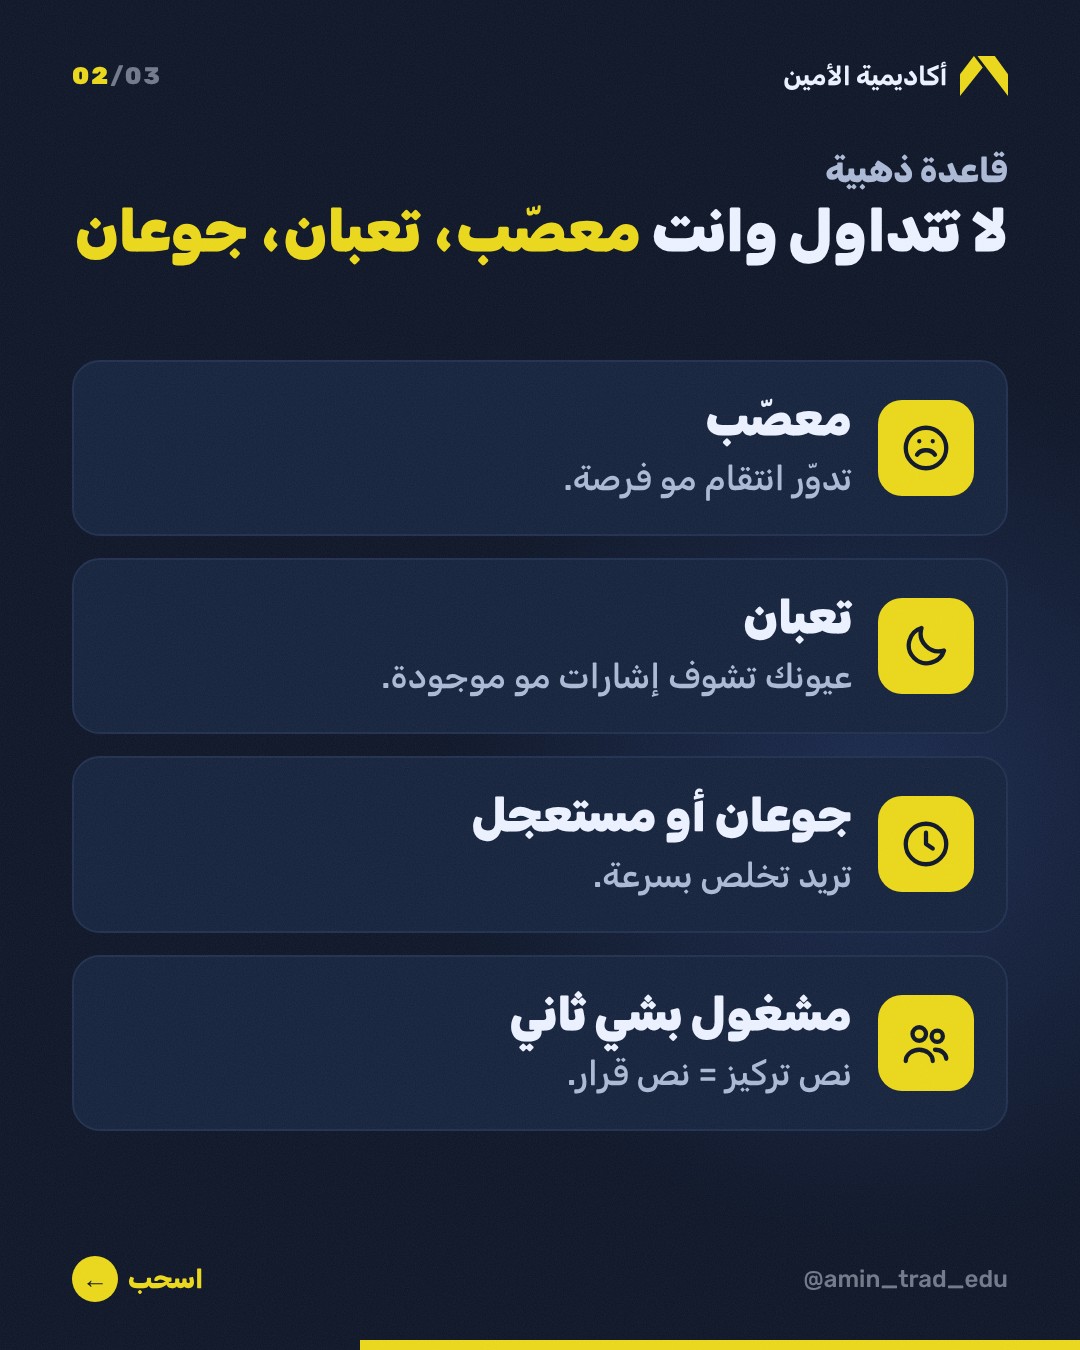 أكاديمية الأمين
02/03
قاعدة ذهبية
لا تتداول وانت معصّب، تعبان، جوعان
معصّب
تدوّر انتقام مو فرصة.
تعبان
عيونك تشوف إشارات مو موجودة.
جوعان أو مستعجل
تريد تخلص بسرعة.
مشغول بشي ثاني
نص تركيز = نص قرار.
@amin_trad_edu
اسحب ←